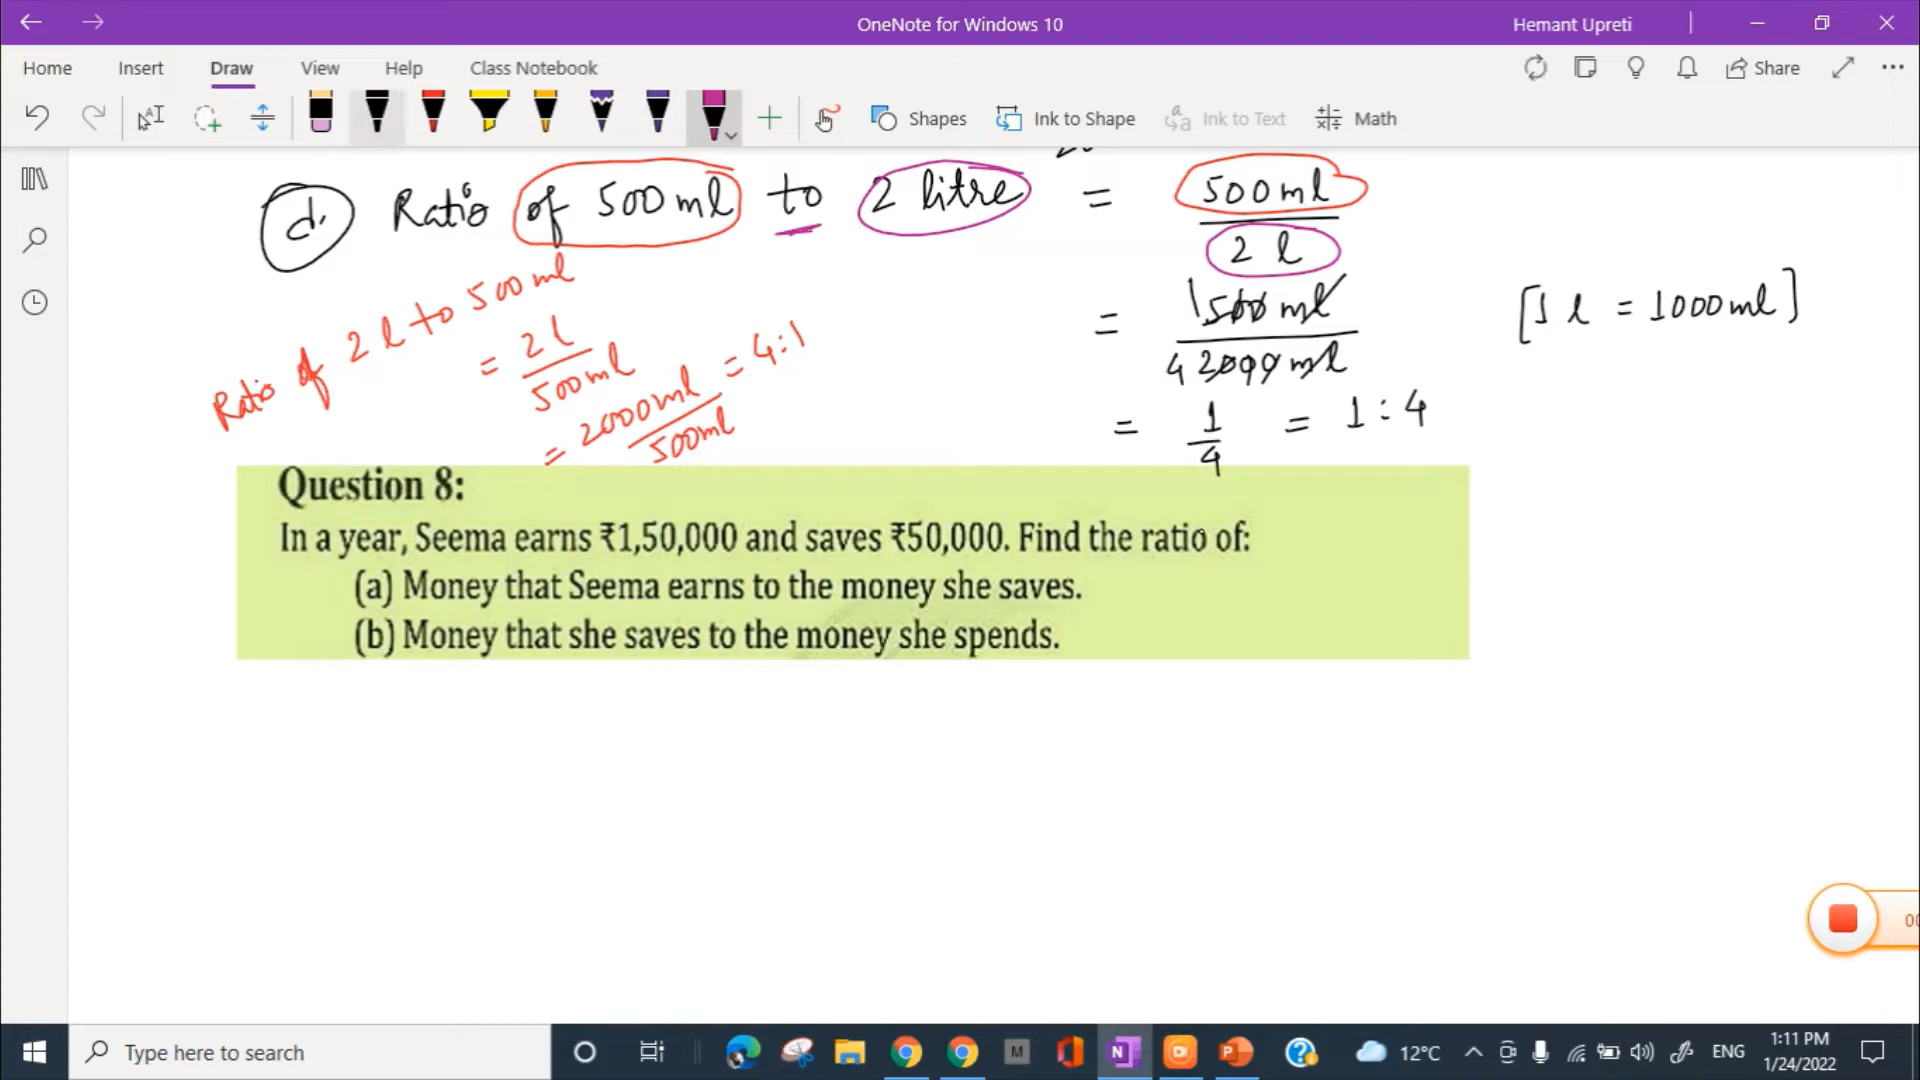 OneNote for Windows 10
Hemant Upreti
Home Insert Draw View Help Class Notebook
Share
Shapes Ink to Shape Ink to Text Math
d. Ratio of 500 ml to 2 litre = 500 ml / 2 l
= 1 500 ml / 4 2000 ml [1 l = 1000 ml]
= 1/4 = 1 : 4
Ratio of 2 l to 500 ml
= 2 l / 500 ml
= 2000 ml / 500 ml = 4:1
Question 8:
In a year, Seema earns ₹1,50,000 and saves ₹50,000. Find the ratio of:
(a) Money that Seema earns to the money she saves.
(b) Money that she saves to the money she spends.
Type here to search
M
N
P
12°C
ENG
1:11 PM
1/24/2022